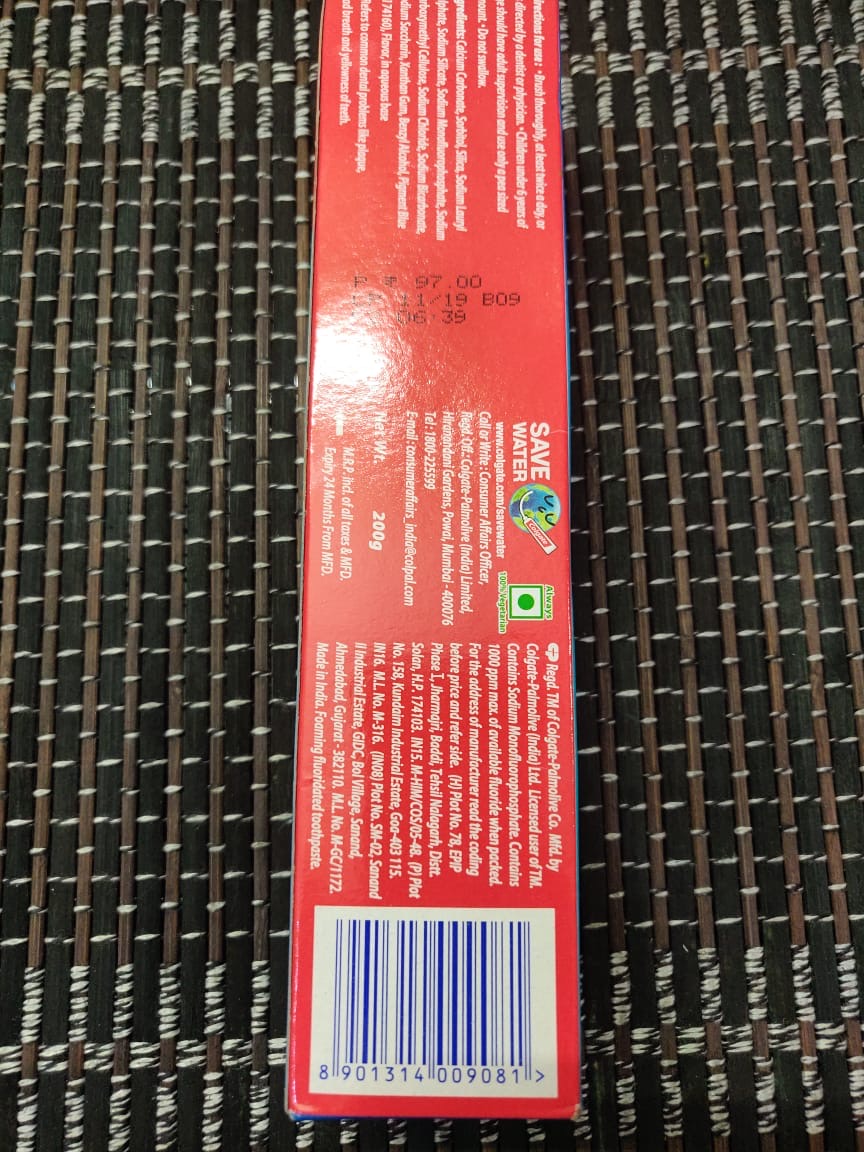 Directions for use : • Brush thoroughly, at least twice a day, or
directed by a dentist or physician. • Children under 6 years of
should have adult supervision and use only a pea sized
• Do not swallow.
Calcium Carbonate, Sorbitol, Silica, Sodium Lauryl
Sodium Silicate, Sodium Monofluorophosphate, Sodium
Cellulose, Sodium Chloride, Sodium Bicarbonate,
Saccharin, Xanthan Gum, Benzyl Alcohol, Pigment Blue
Flavor, in aqueous base
Refers to common dental problems like plaque,
bad breath and yellowness of teeth.
97.00
11/19 B09
06:39
SAVE
WATER
Colgate
www.colgate.com/savewater
Always
100% Vegetarian
Call or Write : Consumer Affairs Officer,
Regd. Off.: Colgate-Palmolive (India) Limited,
Hiranandani Gardens, Powai, Mumbai - 400076
Tel : 1800-225599
E-mail : consumeraffairs_india@colpal.com
Net Wt. 200g
M.R.P. incl. of all taxes & MFD.
Expiry 24 Months From MFD.
CP Regd. TM of Colgate-Palmolive Co. Mfd. by
Colgate-Palmolive (India) Ltd. Licensed user of TM.
Contains Sodium Monofluorophosphate. Contains
1000 ppm max. of available fluoride when packed.
For the address of manufacturer read the coding
before price and refer side. (H) Plot No. 78, EPIP
Phase 1, Jharmajri, Baddi, Tehsil Nalagarh, Distt.
Solan, H.P. 174103. IN15. M-HIM/COS/05-48. (P) Plot
No. 158, Kundaim Industrial Estate, Goa-403 115.
IN16. M.L. No. M-316. (IN08) Plot No. SM-02, Sanand
II Industrial Estate, GIDC, Bol Village, Sanand,
Ahmedabad, Gujarat - 382110. M.L. No. M-GC/1172.
Made in India. Foaming fluoridated toothpaste.
8 901314 009081 >